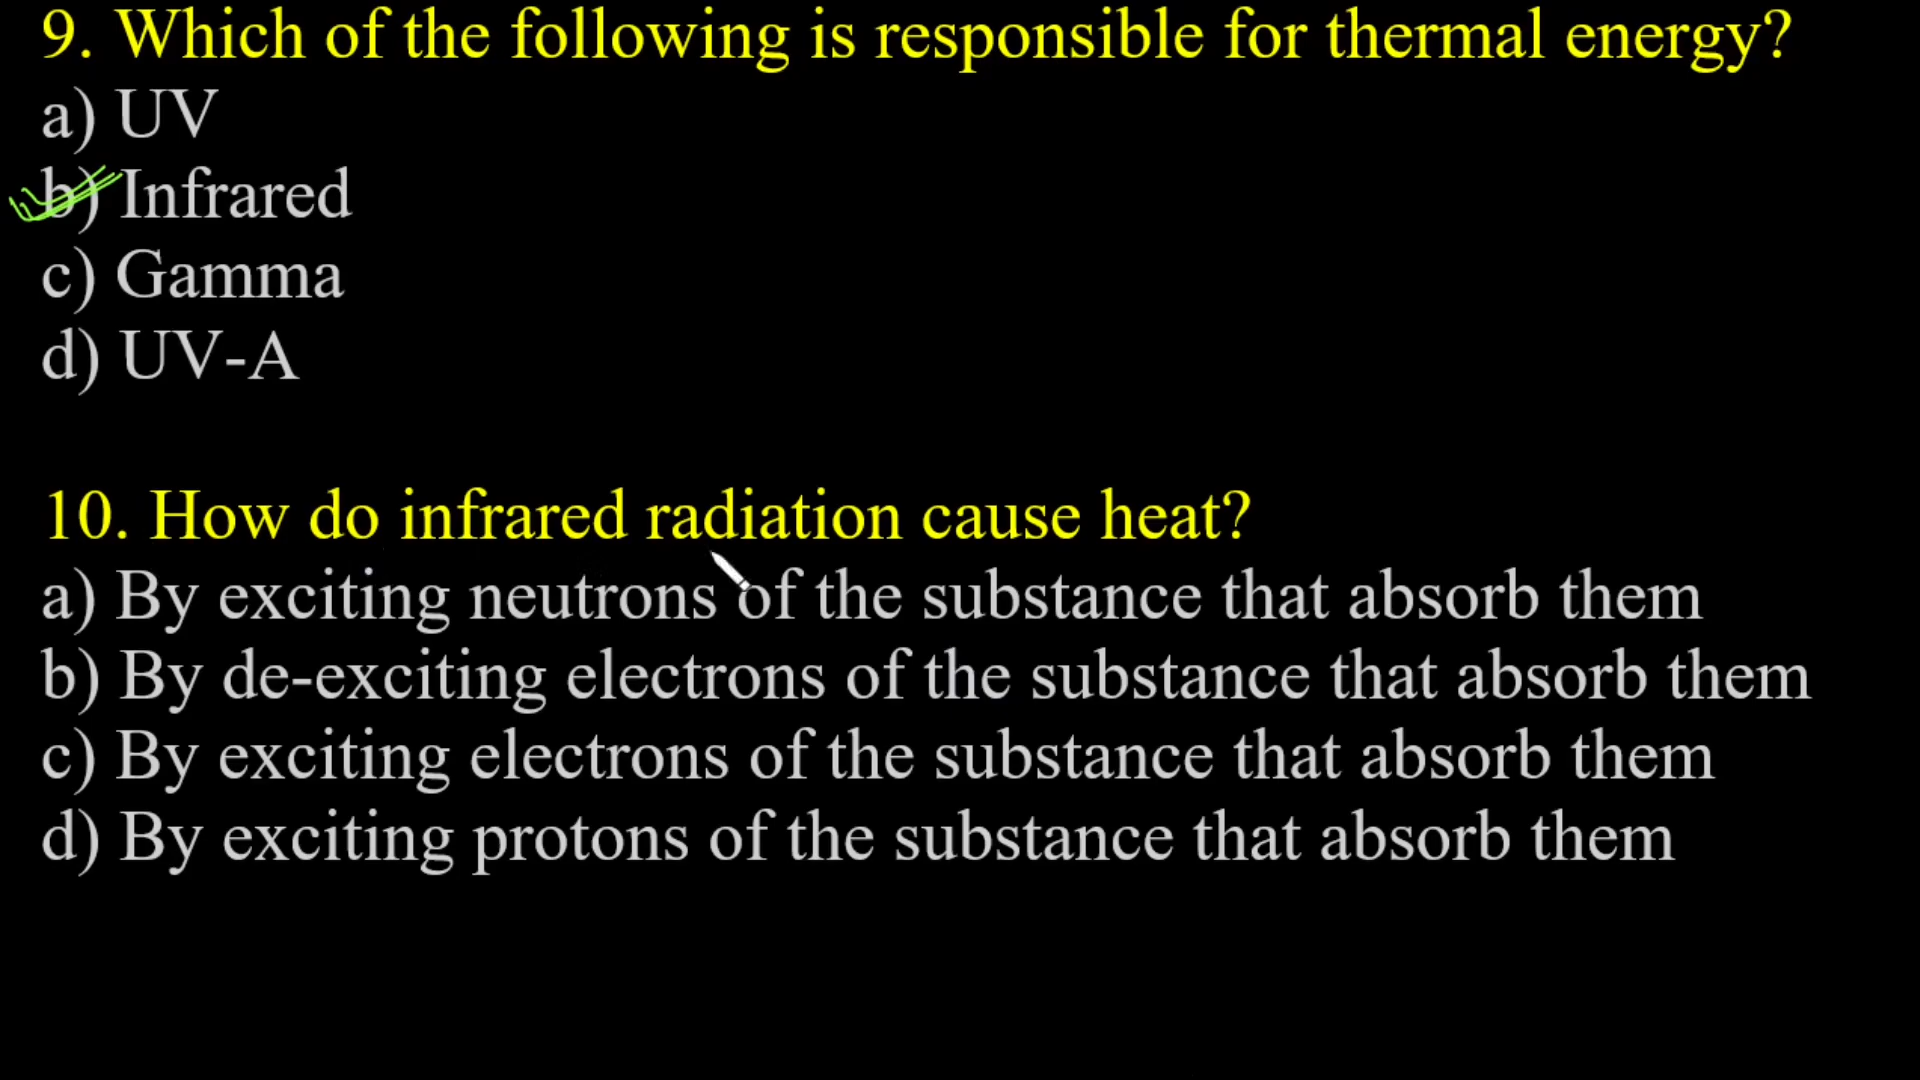 9. Which of the following is responsible for thermal energy?
a) UV
b) Infrared
c) Gamma
d) UV-A
10. How do infrared radiation cause heat?
a) By exciting neutrons of the substance that absorb them
b) By de-exciting electrons of the substance that absorb them
c) By exciting electrons of the substance that absorb them
d) By exciting protons of the substance that absorb them